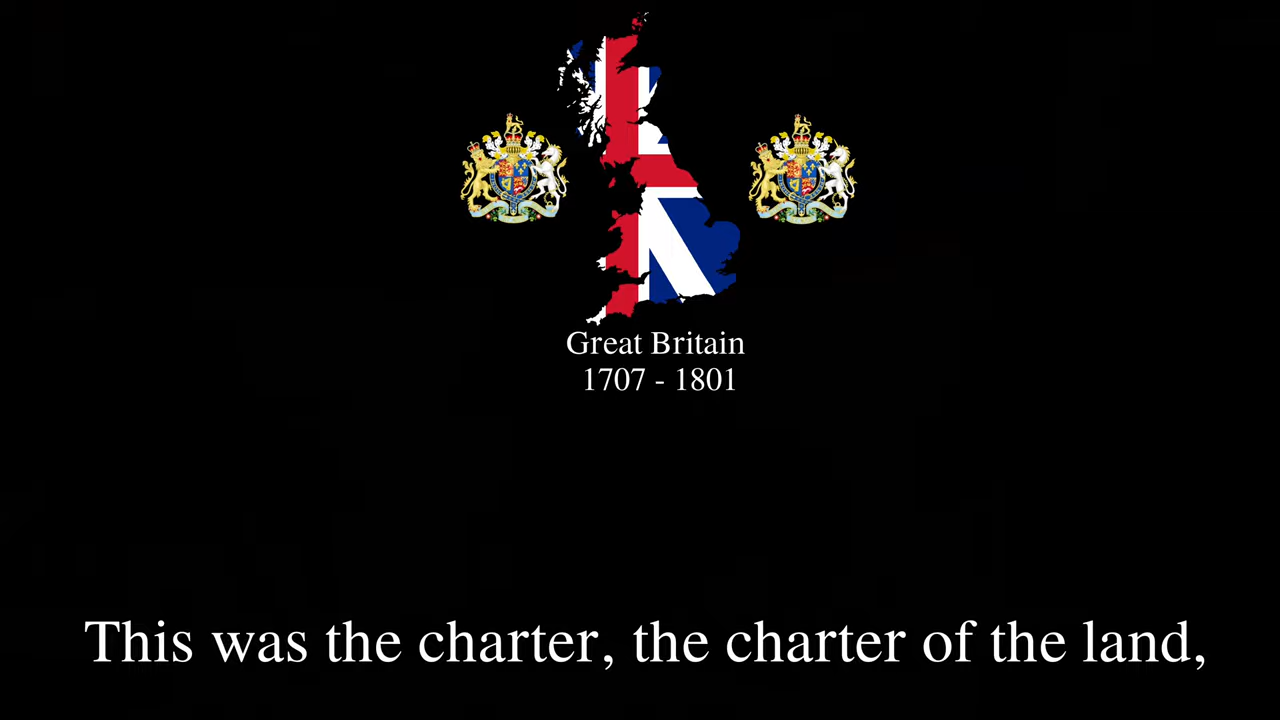 Great Britain
1707 - 1801
This was the charter, the charter of the land,